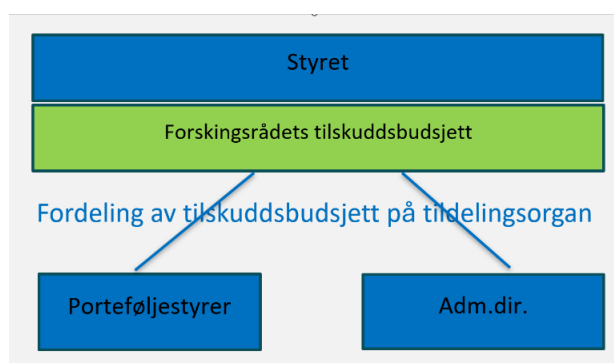 Styret
Forskingsrådets tilskuddsbudsjett
Fordeling av tilskuddsbudsjett på tildelingsorgan
Porteføljestyrer
Adm.dir.